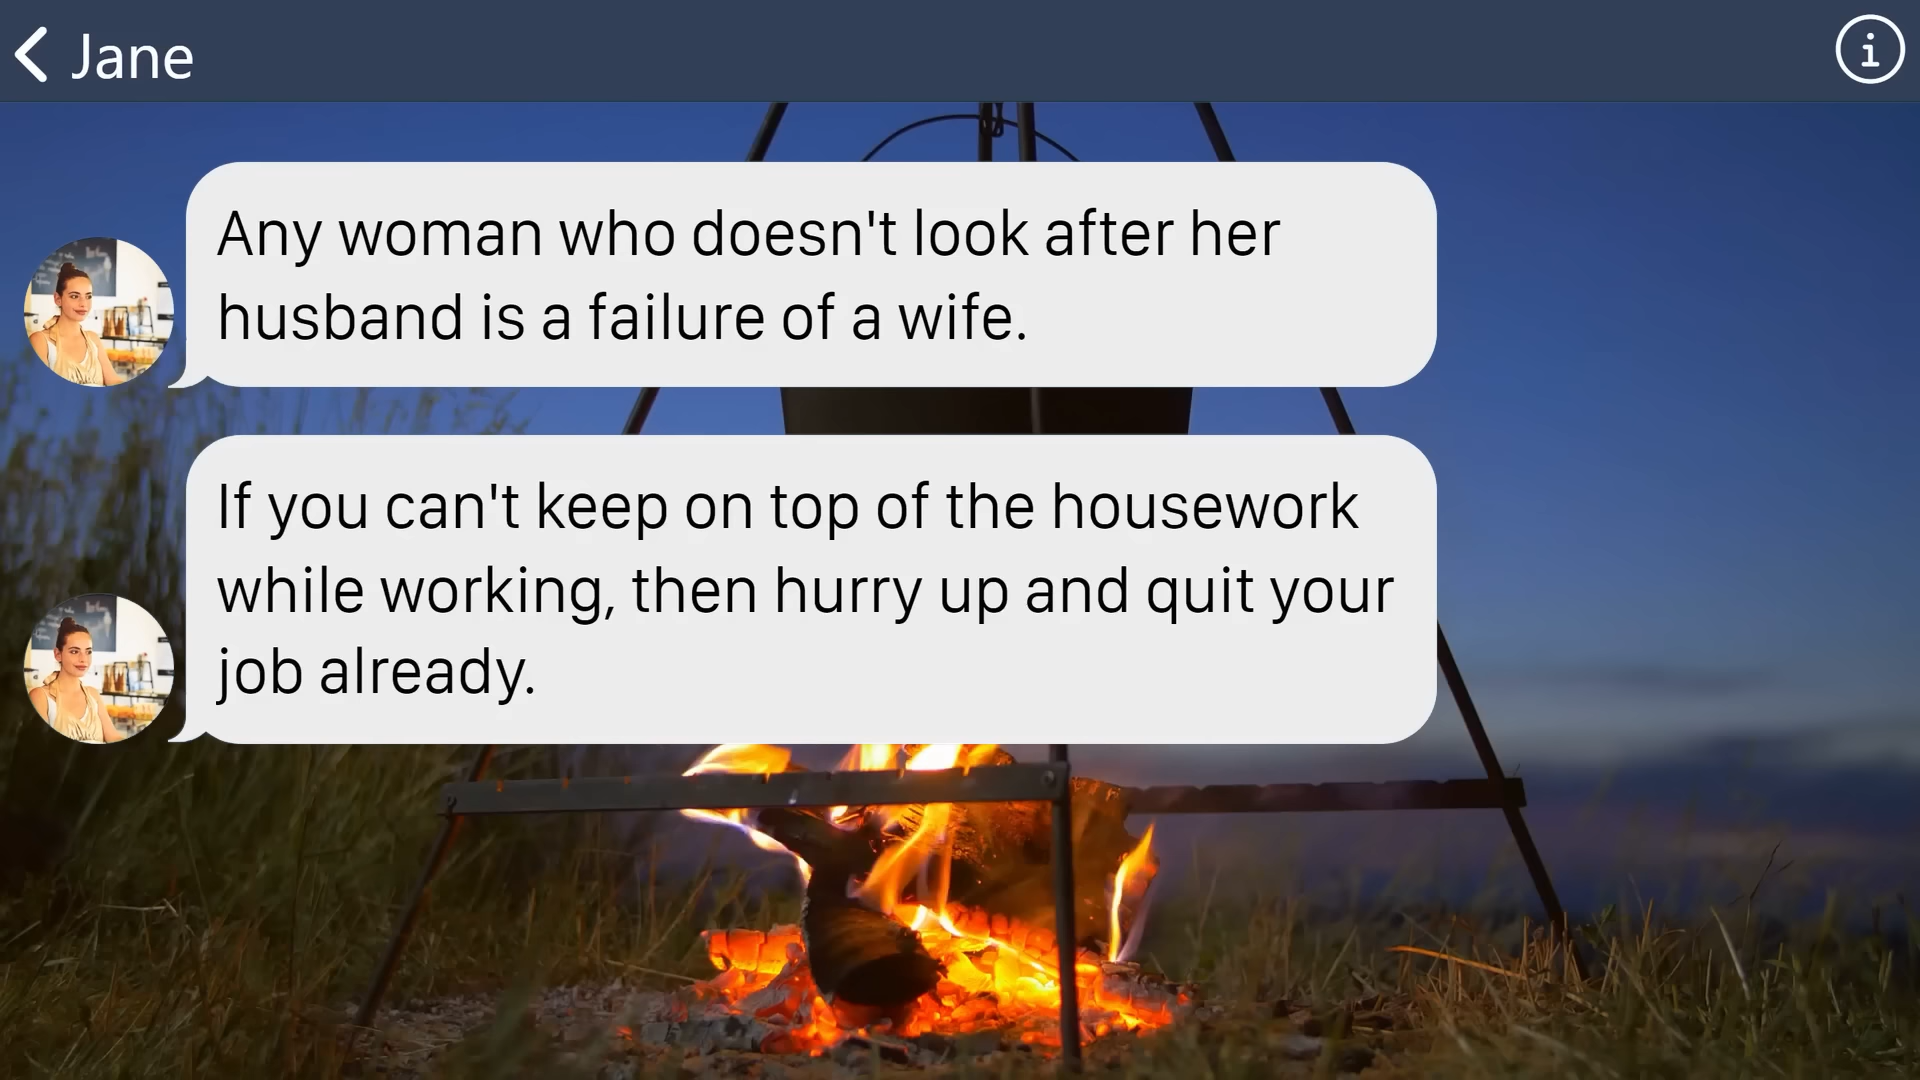 Jane
Any woman who doesn't look after her
husband is a failure of a wife.
If you can't keep on top of the housework
while working, then hurry up and quit your
job already.